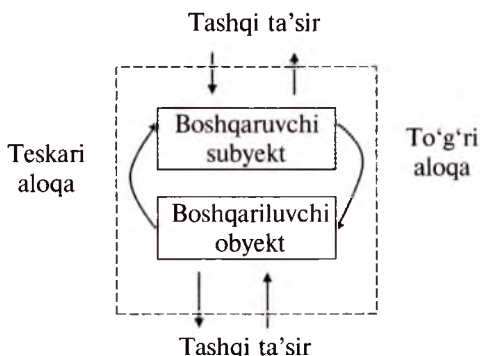 Tashqi ta'sir
Boshqaruvchi
subyekt
Teskari
aloqa
To‘g‘ri
aloqa
Boshqariluvchi
obyekt
Tashqi ta'sir